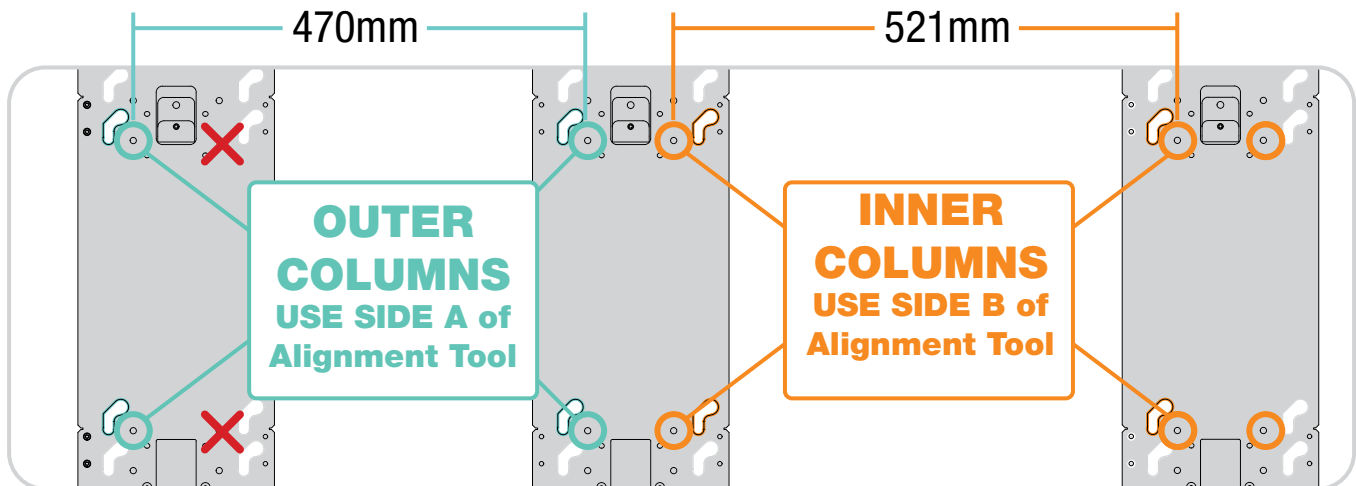 470mm
521mm
OUTER
COLUMNS
USE SIDE A of
Alignment Tool
INNER
COLUMNS
USE SIDE B of
Alignment Tool